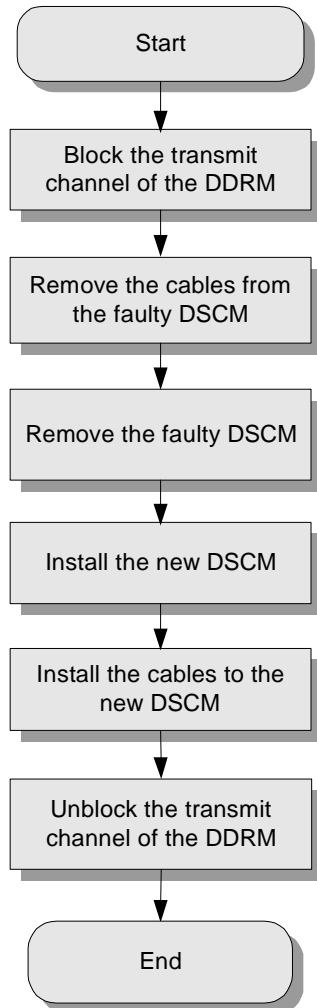 Start
Block the transmit
channel of the DDRM
Remove the cables from
the faulty DSCM
Remove the faulty DSCM
Install the new DSCM
Install the cables to the
new DSCM
Unblock the transmit
channel of the DDRM
End